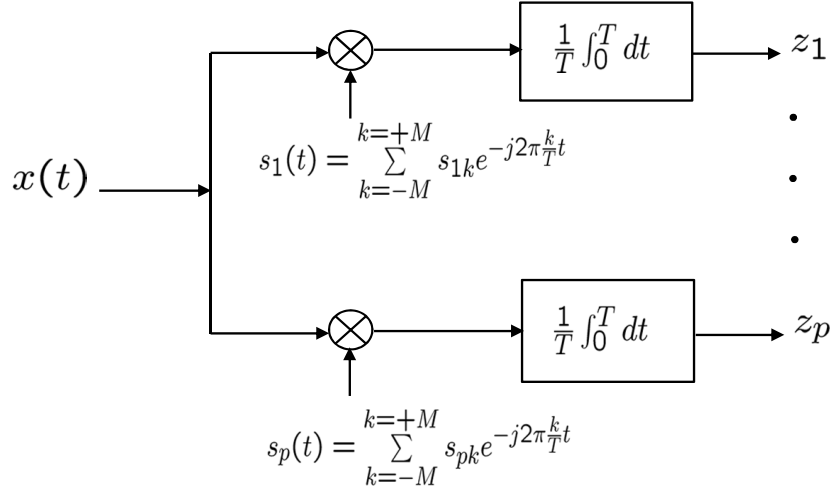 \frac{1}{T} \int_0^T dt
z_1
s_1(t) = \sum_{k=-M}^{k=+M} s_{1k} e^{-j2\pi \frac{k}{T} t}
x(t)
\frac{1}{T} \int_0^T dt
z_p
s_p(t) = \sum_{k=-M}^{k=+M} s_{pk} e^{-j2\pi \frac{k}{T} t}